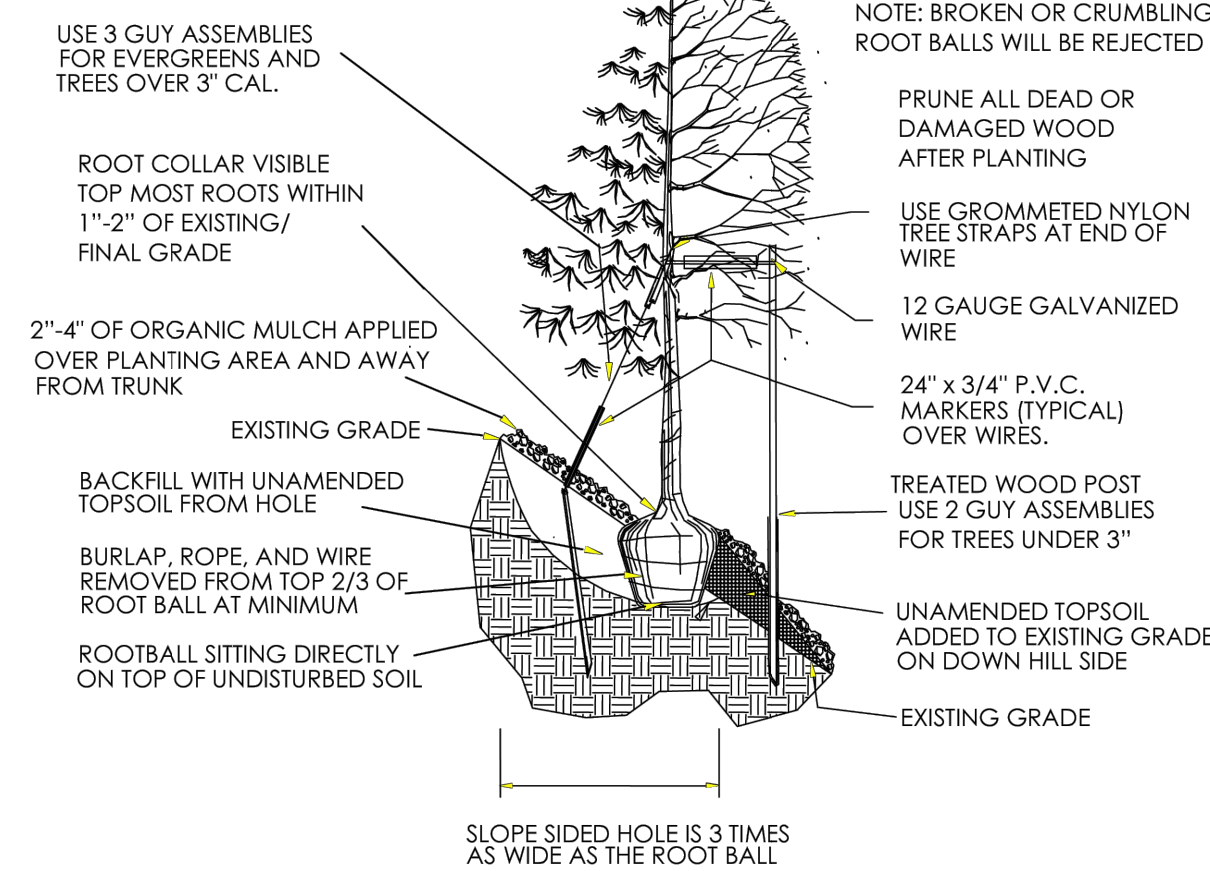 USE 3 GUY ASSEMBLIES
FOR EVERGREENS AND
TREES OVER 3" CAL.
ROOT COLLAR VISIBLE
TOP MOST ROOTS WITHIN
1”-2” OF EXISTING/
FINAL GRADE
2”-4" OF ORGANIC MULCH APPLIED
OVER PLANTING AREA AND AWAY
FROM TRUNK
EXISTING GRADE
BACKFILL WITH UNAMENDED
TOPSOIL FROM HOLE
BURLAP, ROPE, AND WIRE
REMOVED FROM TOP 2/3 OF
ROOT BALL AT MINIMUM
ROOTBALL SITTING DIRECTLY
ON TOP OF UNDISTURBED SOIL
NOTE: BROKEN OR CRUMBLING
ROOT BALLS WILL BE REJECTED
PRUNE ALL DEAD OR
DAMAGED WOOD
AFTER PLANTING
USE GROMMETED NYLON
TREE STRAPS AT END OF
WIRE
12 GAUGE GALVANIZED
WIRE
24" x 3/4" P.V.C.
MARKERS (TYPICAL)
OVER WIRES.
TREATED WOOD POST
USE 2 GUY ASSEMBLIES
FOR TREES UNDER 3”
UNAMENDED TOPSOIL
ADDED TO EXISTING GRADE
ON DOWN HILL SIDE
EXISTING GRADE
SLOPE SIDED HOLE IS 3 TIMES
AS WIDE AS THE ROOT BALL